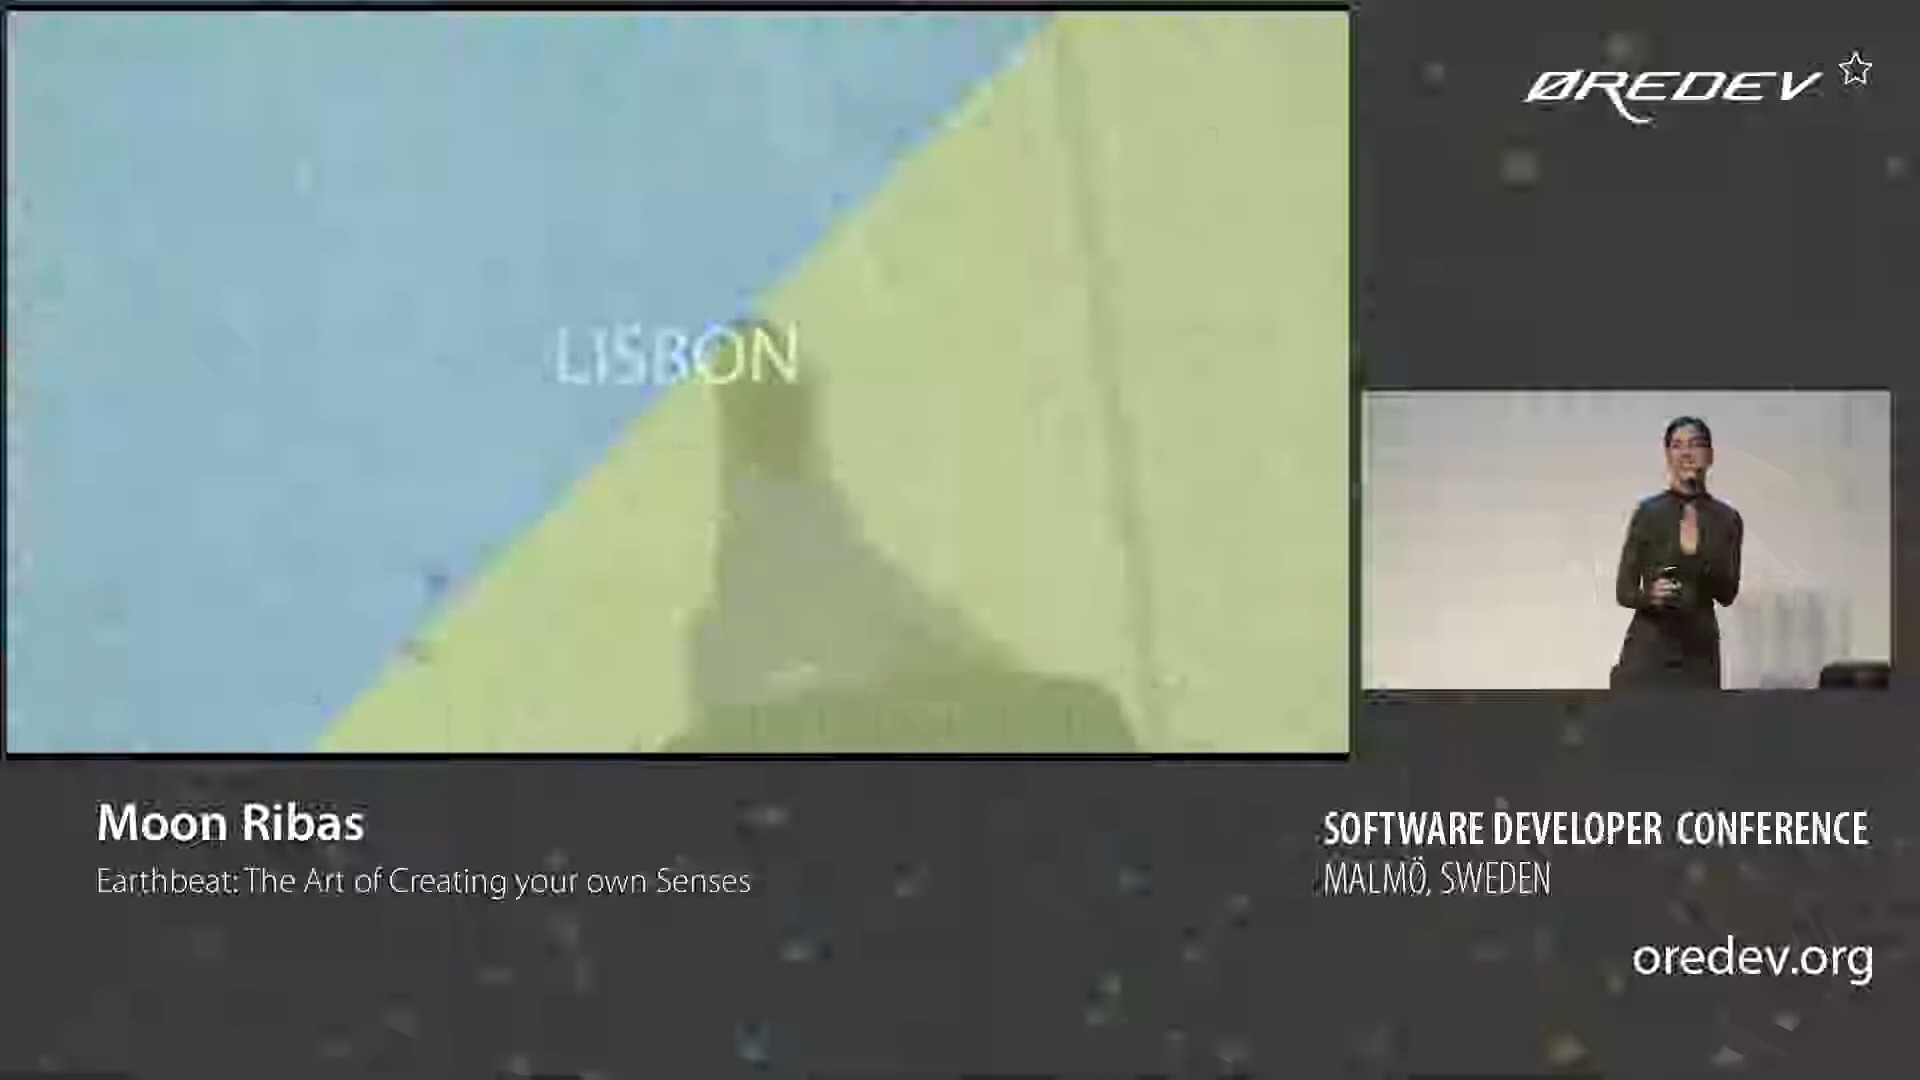 LISBON
ØREDEV
Moon Ribas
Earthbeat: The Art of Creating your own Senses
SOFTWARE DEVELOPER CONFERENCE
MALMÖ, SWEDEN
oredev.org